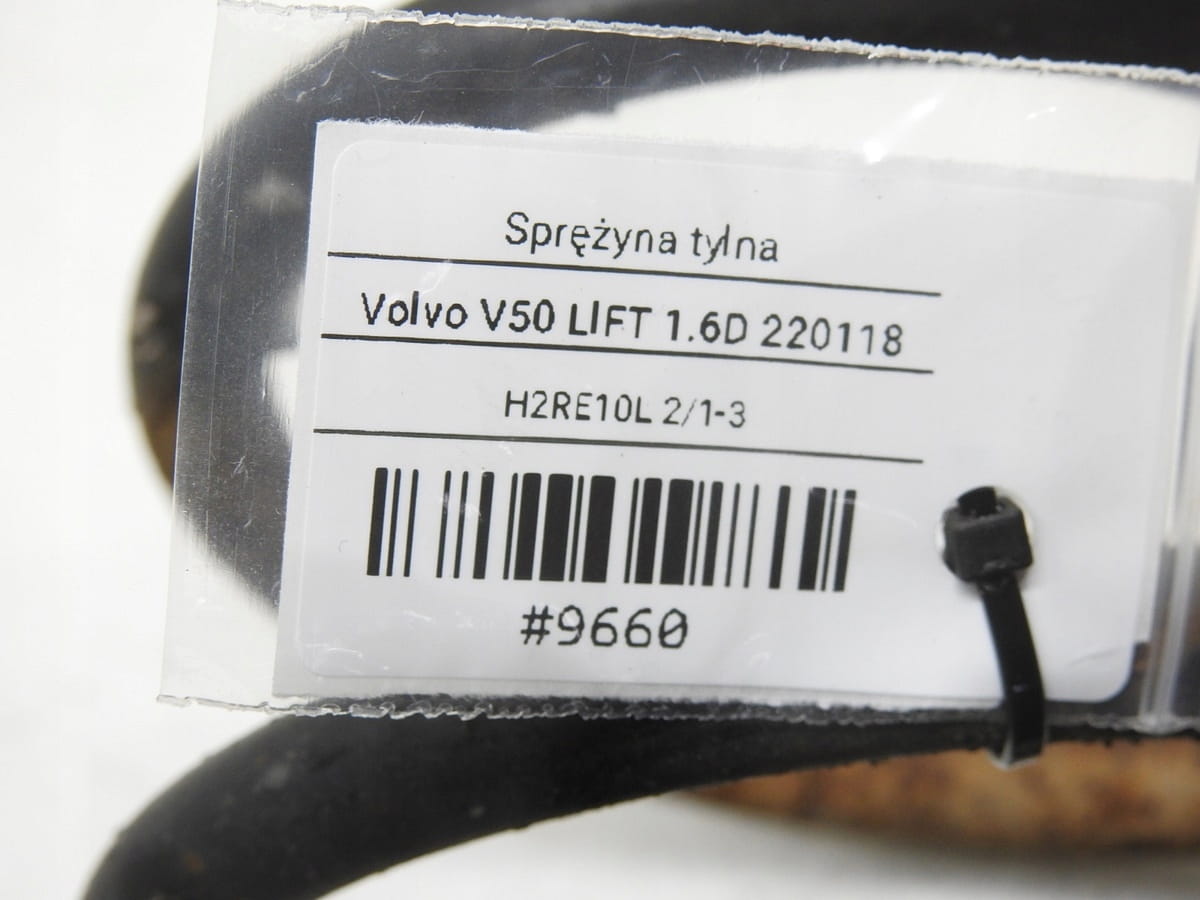 Sprężyna tylna
Volvo V50 LIFT 1.6D 220118
H2RE10L 2/1-3
#9660